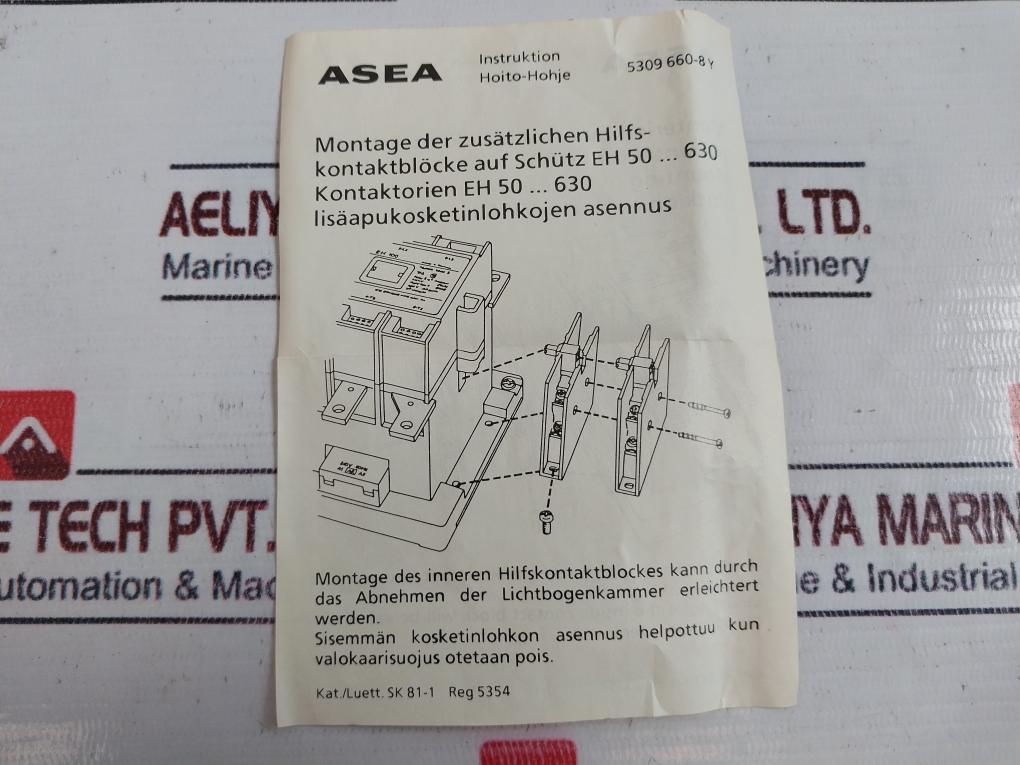 ASEA
Instruktion
Hoito-Hohje
5309 660-8 y
Montage der zusätzlichen Hilfs-
kontaktblöcke auf Schütz EH 50 ... 630
Kontaktorien EH 50 ... 630
lisäapukosketinlohkojen asennus
AELIY
LTD.
Marine
chinery
E TECH PVT.
IYA MARIN
utomation & Mac
e & Industrial
Montage des inneren Hilfskontaktblockes kann durch
das Abnehmen der Lichtbogenkammer erleichtert
werden.
Sisemmän kosketinlohkon asennus helpottuu kun
valokaarisuojus otetaan pois.
Kat./Luett. SK 81-1 Reg 5354